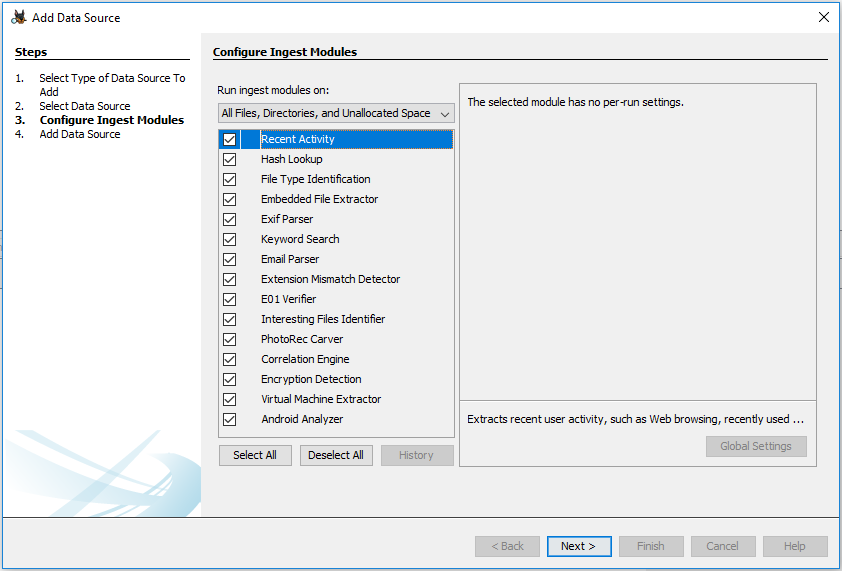 Add Data Source
Steps
1. Select Type of Data Source To
Add
2. Select Data Source
3. Configure Ingest Modules
4. Add Data Source
Configure Ingest Modules
Run ingest modules on:
All Files, Directories, and Unallocated Space
Recent Activity
Hash Lookup
File Type Identification
Embedded File Extractor
Exif Parser
Keyword Search
Email Parser
Extension Mismatch Detector
E01 Verifier
Interesting Files Identifier
PhotoRec Carver
Correlation Engine
Encryption Detection
Virtual Machine Extractor
Android Analyzer
Select All
Deselect All
History
The selected module has no per-run settings.
Extracts recent user activity, such as Web browsing, recently used ...
Global Settings
< Back
Next >
Finish
Cancel
Help